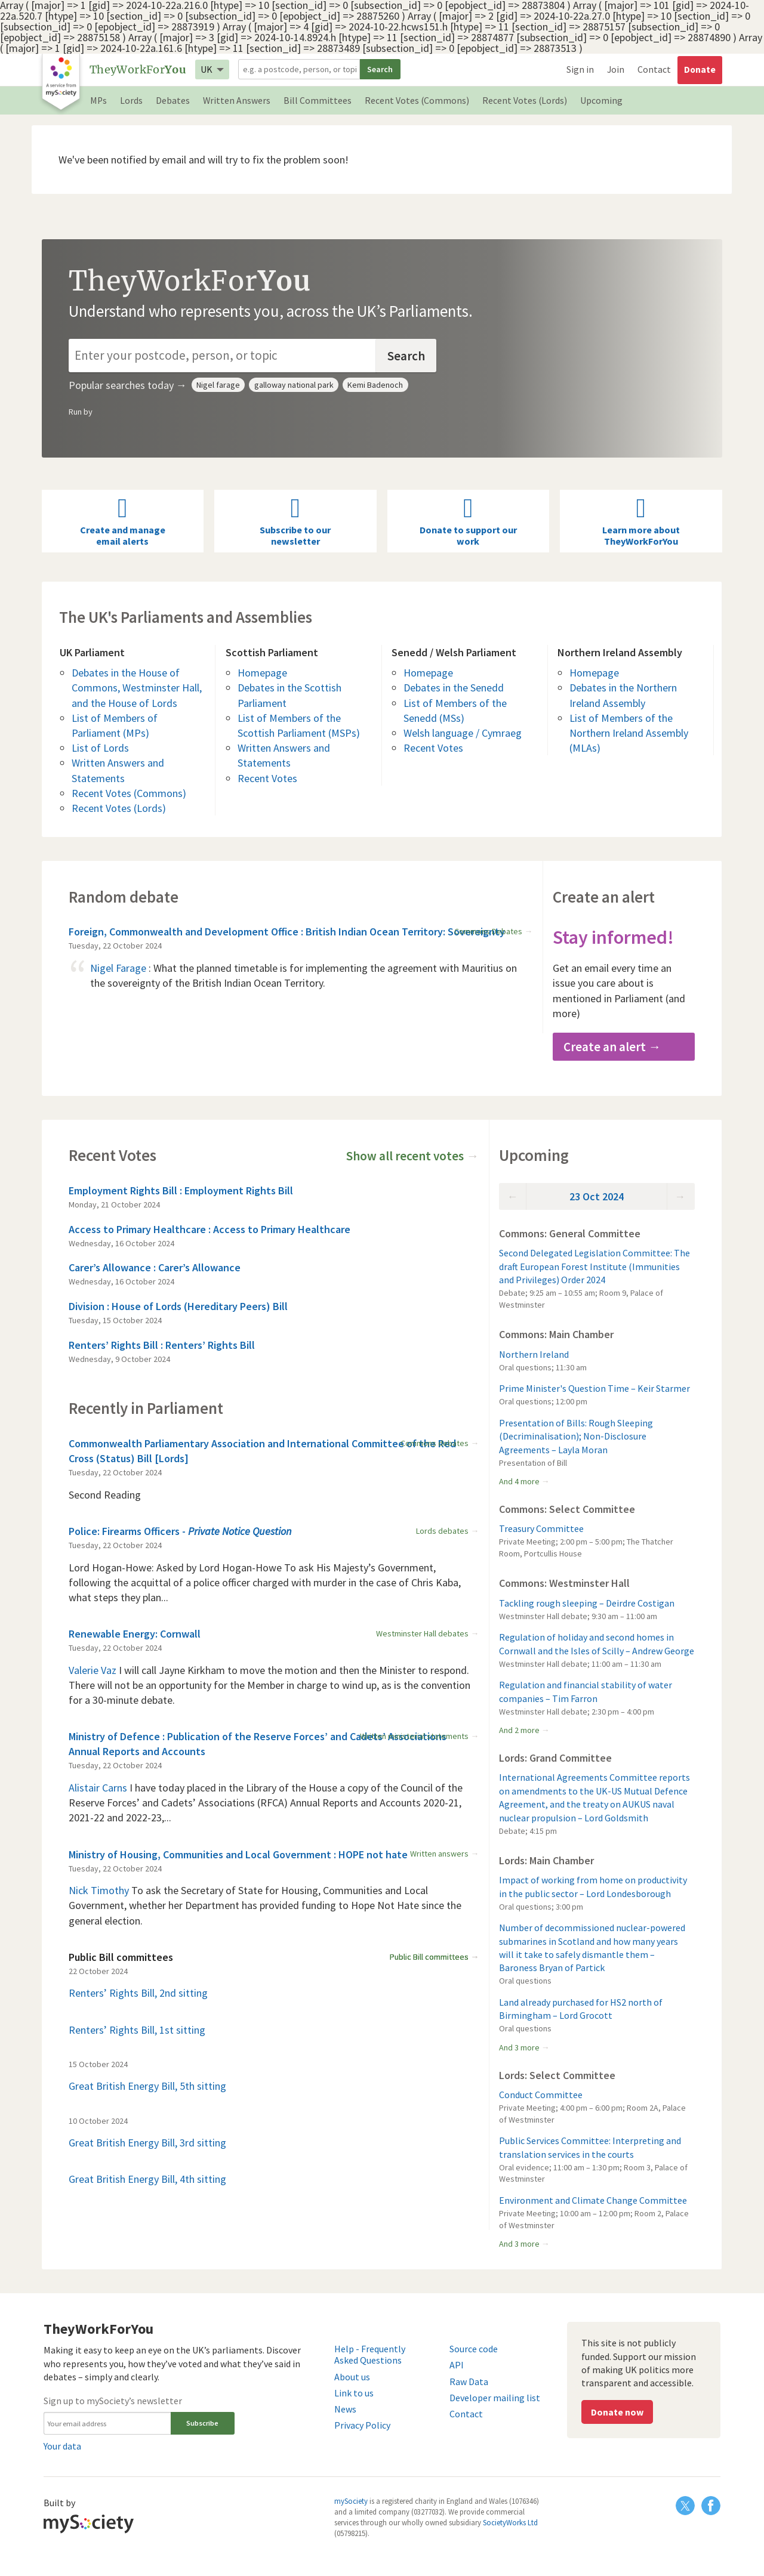 Array ( [major] => 1 [gid] => 2024-10-22a.216.0 [htype] => 10 [section_id] => 0 [subsection_id] => 0 [epobject_id] => 28873804 ) Array ( [major] => 101 [gid] => 2024-10-
22a.520.7 [htype] => 10 [section_id] => 0 [subsection_id] => 0 [epobject_id] => 28875260 ) Array ( [major] => 2 [gid] => 2024-10-22a.27.0 [htype] => 10 [section_id] => 0
[subsection_id] => 0 [epobject_id] => 28873919 ) Array ( [major] => 4 [gid] => 2024-10-22.hcws151.h [htype] => 11 [section_id] => 28875157 [subsection_id] => 0
[epobject_id] => 28875158 ) Array ( [major] => 3 [gid] => 2024-10-14.8924.h [htype] => 11 [section_id] => 28874877 [subsection_id] => 0 [epobject_id] => 28874890 ) Array
( [major] => 1 [gid] => 2024-10-22a.161.6 [htype] => 11 [section_id] => 28873489 [subsection_id] => 0 [epobject_id] => 28873513 )
A service from
mySociety
TheyWorkForYou
UK
e.g. a postcode, person, or topi
Search
Sign in
Join
Contact
Donate
MPs
Lords
Debates
Written Answers
Bill Committees
Recent Votes (Commons)
Recent Votes (Lords)
Upcoming
We've been notified by email and will try to fix the problem soon!
TheyWorkForYou
Understand who represents you, across the UK’s Parliaments.
Enter your postcode, person, or topic
Search
Popular searches today → Nigel farage galloway national park Kemi Badenoch
Run by
Create and manage
email alerts
Subscribe to our
newsletter
Donate to support our
work
Learn more about
TheyWorkForYou
The UK's Parliaments and Assemblies
UK Parliament
Debates in the House of
Commons, Westminster Hall,
and the House of Lords
List of Members of
Parliament (MPs)
List of Lords
Written Answers and
Statements
Recent Votes (Commons)
Recent Votes (Lords)
Scottish Parliament
Homepage
Debates in the Scottish
Parliament
List of Members of the
Scottish Parliament (MSPs)
Written Answers and
Statements
Recent Votes
Senedd / Welsh Parliament
Homepage
Debates in the Senedd
List of Members of the
Senedd (MSs)
Welsh language / Cymraeg
Recent Votes
Northern Ireland Assembly
Homepage
Debates in the Northern
Ireland Assembly
List of Members of the
Northern Ireland Assembly
(MLAs)
Random debate
Foreign, Commonwealth and Development Office : British Indian Ocean Territory: Sovereignty
Commons debates →
Tuesday, 22 October 2024
Nigel Farage : What the planned timetable is for implementing the agreement with Mauritius on
the sovereignty of the British Indian Ocean Territory.
Create an alert
Stay informed!
Get an email every time an
issue you care about is
mentioned in Parliament (and
more)
Create an alert →
Recent Votes
Show all recent votes →
Employment Rights Bill : Employment Rights Bill
Monday, 21 October 2024
Access to Primary Healthcare : Access to Primary Healthcare
Wednesday, 16 October 2024
Carer’s Allowance : Carer’s Allowance
Wednesday, 16 October 2024
Division : House of Lords (Hereditary Peers) Bill
Tuesday, 15 October 2024
Renters’ Rights Bill : Renters’ Rights Bill
Wednesday, 9 October 2024
Recently in Parliament
Commonwealth Parliamentary Association and International Committee of the Red
Commons debates →
Cross (Status) Bill [Lords]
Tuesday, 22 October 2024
Second Reading
Police: Firearms Officers - Private Notice Question
Lords debates →
Tuesday, 22 October 2024
Lord Hogan-Howe: Asked by Lord Hogan-Howe To ask His Majesty’s Government,
following the acquittal of a police officer charged with murder in the case of Chris Kaba,
what steps they plan...
Renewable Energy: Cornwall
Westminster Hall debates →
Tuesday, 22 October 2024
Valerie Vaz I will call Jayne Kirkham to move the motion and then the Minister to respond.
There will not be an opportunity for the Member in charge to wind up, as is the convention
for a 30-minute debate.
Ministry of Defence : Publication of the Reserve Forces’ and Cadets’ Associations
Written ministerial statements →
Annual Reports and Accounts
Tuesday, 22 October 2024
Alistair Carns I have today placed in the Library of the House a copy of the Council of the
Reserve Forces’ and Cadets’ Associations (RFCA) Annual Reports and Accounts 2020-21,
2021-22 and 2022-23,...
Ministry of Housing, Communities and Local Government : HOPE not hate
Written answers →
Tuesday, 22 October 2024
Nick Timothy To ask the Secretary of State for Housing, Communities and Local
Government, whether her Department has provided funding to Hope Not Hate since the
general election.
Public Bill committees
Public Bill committees →
22 October 2024
Renters’ Rights Bill, 2nd sitting
Renters’ Rights Bill, 1st sitting
15 October 2024
Great British Energy Bill, 5th sitting
10 October 2024
Great British Energy Bill, 3rd sitting
Great British Energy Bill, 4th sitting
Upcoming
← 23 Oct 2024 →
Commons: General Committee
Second Delegated Legislation Committee: The
draft European Forest Institute (Immunities
and Privileges) Order 2024
Debate; 9:25 am – 10:55 am; Room 9, Palace of
Westminster
Commons: Main Chamber
Northern Ireland
Oral questions; 11:30 am
Prime Minister's Question Time – Keir Starmer
Oral questions; 12:00 pm
Presentation of Bills: Rough Sleeping
(Decriminalisation); Non-Disclosure
Agreements – Layla Moran
Presentation of Bill
And 4 more →
Commons: Select Committee
Treasury Committee
Private Meeting; 2:00 pm – 5:00 pm; The Thatcher
Room, Portcullis House
Commons: Westminster Hall
Tackling rough sleeping – Deirdre Costigan
Westminster Hall debate; 9:30 am – 11:00 am
Regulation of holiday and second homes in
Cornwall and the Isles of Scilly – Andrew George
Westminster Hall debate; 11:00 am – 11:30 am
Regulation and financial stability of water
companies – Tim Farron
Westminster Hall debate; 2:30 pm – 4:00 pm
And 2 more →
Lords: Grand Committee
International Agreements Committee reports
on amendments to the UK-US Mutual Defence
Agreement, and the treaty on AUKUS naval
nuclear propulsion – Lord Goldsmith
Debate; 4:15 pm
Lords: Main Chamber
Impact of working from home on productivity
in the public sector – Lord Londesborough
Oral questions; 3:00 pm
Number of decommissioned nuclear-powered
submarines in Scotland and how many years
will it take to safely dismantle them –
Baroness Bryan of Partick
Oral questions
Land already purchased for HS2 north of
Birmingham – Lord Grocott
Oral questions
And 3 more →
Lords: Select Committee
Conduct Committee
Private Meeting; 4:00 pm – 6:00 pm; Room 2A, Palace
of Westminster
Public Services Committee: Interpreting and
translation services in the courts
Oral evidence; 11:00 am – 1:30 pm; Room 3, Palace of
Westminster
Environment and Climate Change Committee
Private Meeting; 10:00 am – 12:00 pm; Room 2, Palace
of Westminster
And 3 more →
TheyWorkForYou
Making it easy to keep an eye on the UK’s parliaments. Discover
who represents you, how they’ve voted and what they’ve said in
debates – simply and clearly.
Sign up to mySociety’s newsletter
Your email address
Subscribe
Your data
Help - Frequently
Asked Questions
About us
Link to us
News
Privacy Policy
Source code
API
Raw Data
Developer mailing list
Contact
This site is not publicly
funded. Support our mission
of making UK politics more
transparent and accessible.
Donate now
Built by
mySociety
mySociety is a registered charity in England and Wales (1076346)
and a limited company (03277032). We provide commercial
services through our wholly owned subsidiary SocietyWorks Ltd
(05798215).